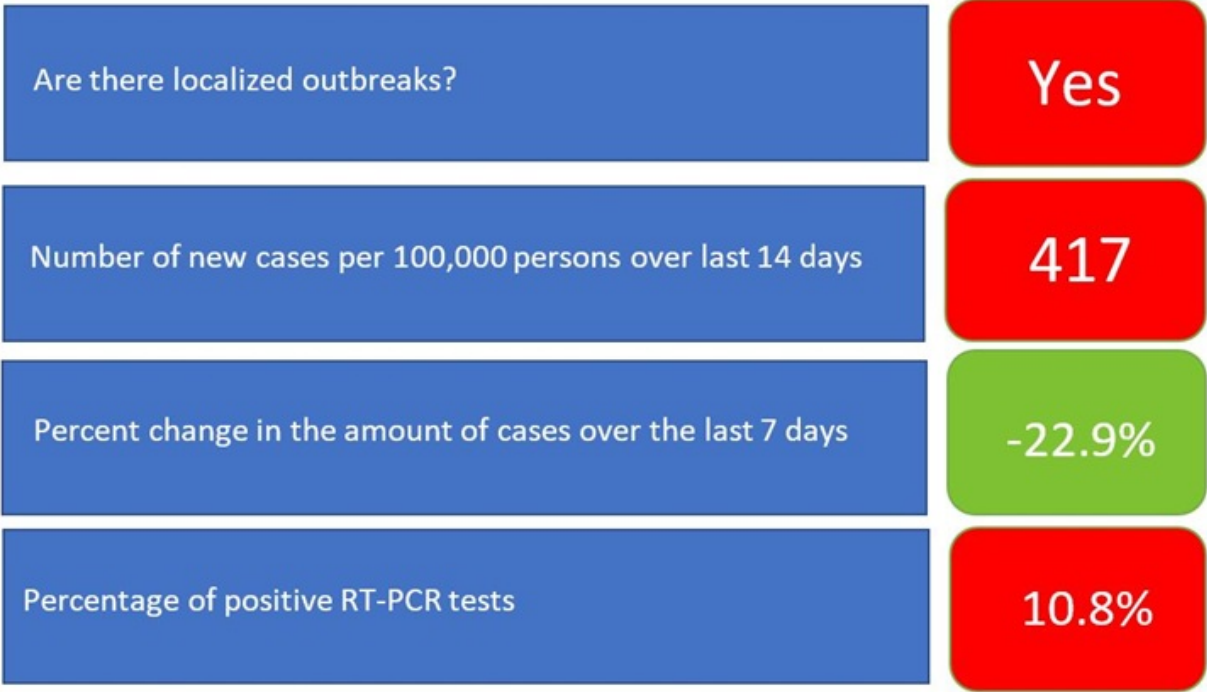 Are there localized outbreaks?
Yes
Number of new cases per 100,000 persons over last 14 days
417
Percent change in the amount of cases over the last 7 days
-22.9%
Percentage of positive RT-PCR tests
10.8%